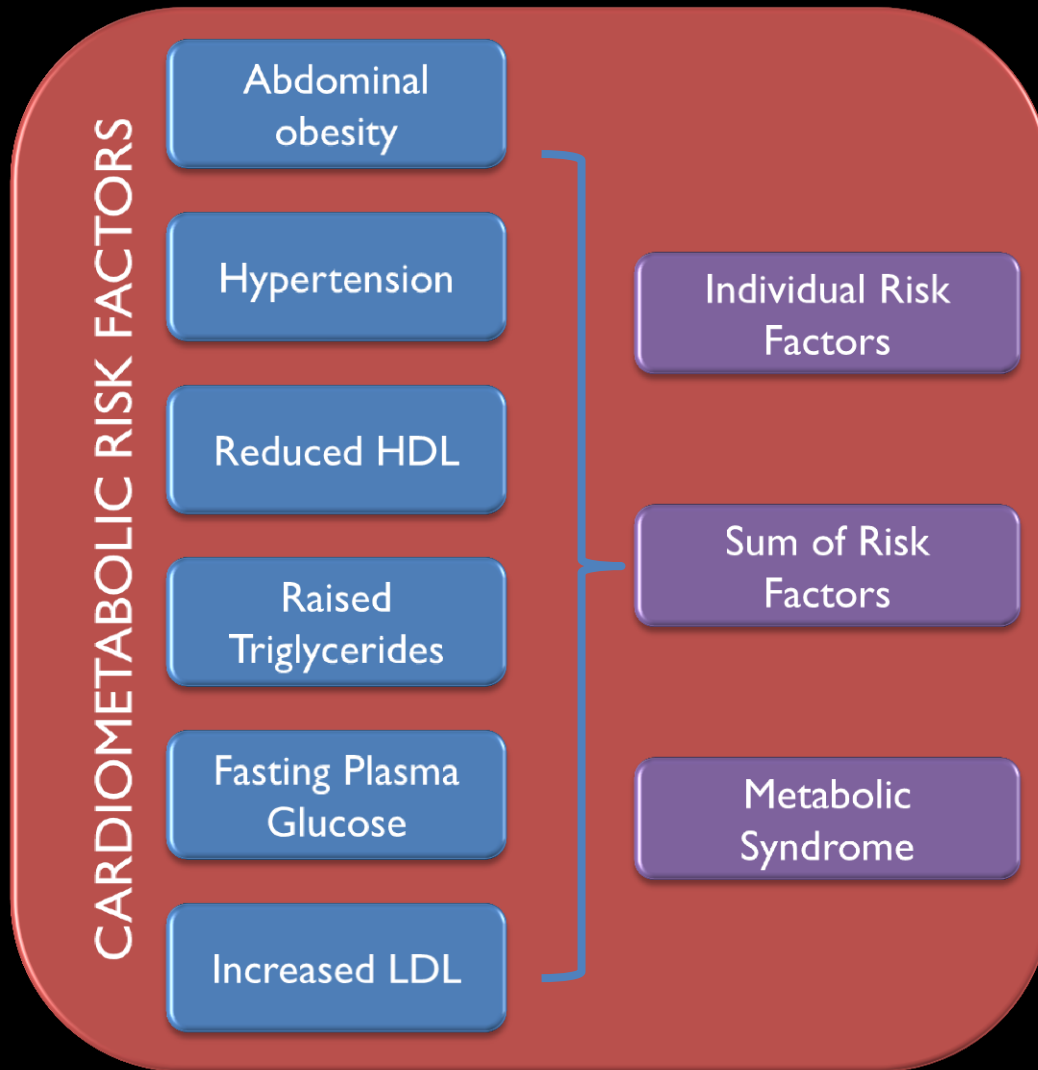 CARDIOMETABOLIC RISK FACTORS
Abdominal
obesity
Hypertension
Reduced HDL
Raised
Triglycerides
Fasting Plasma
Glucose
Increased LDL
Individual Risk
Factors
Sum of Risk
Factors
Metabolic
Syndrome